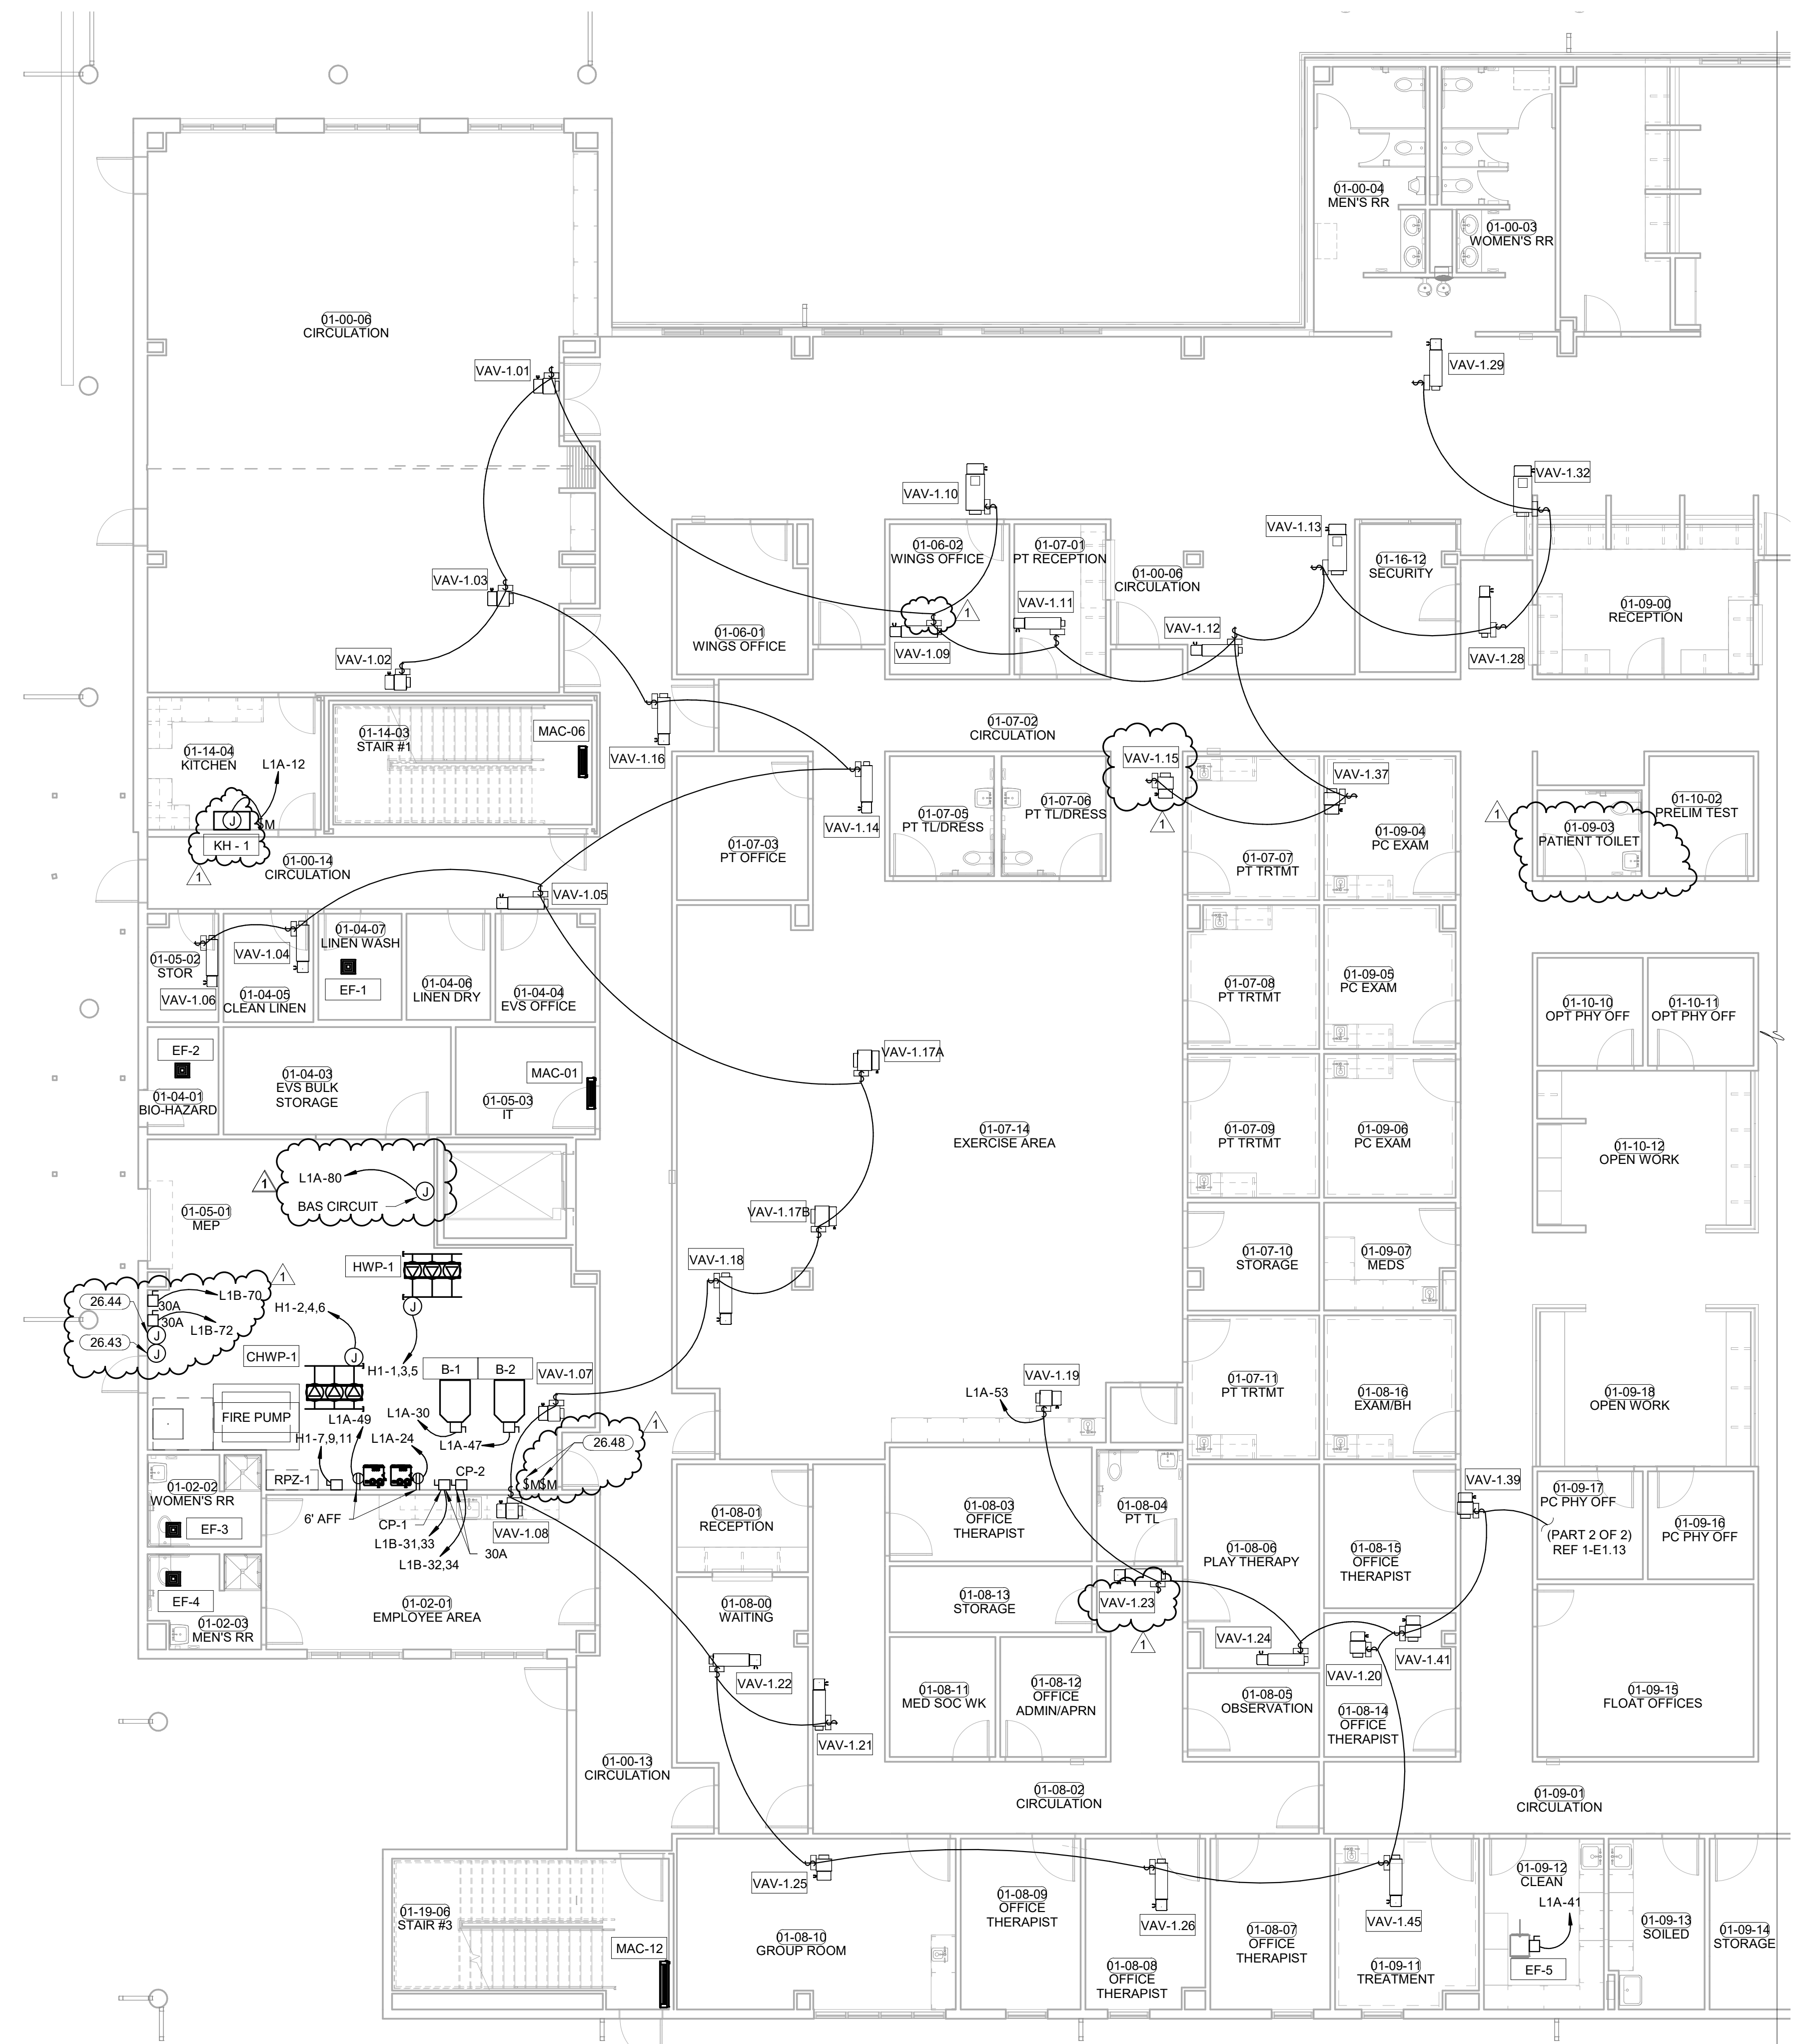 01-00-04
MEN'S RR
01-00-03
WOMEN'S RR
01-00-06
CIRCULATION
VAV-1.01
VAV-1.29
VAV-1.32
VAV-1.10
VAV-1.13
VAV-1.03
01-06-02
WINGS OFFICE
01-07-01
PT RECEPTION
01-00-06
CIRCULATION
01-16-12
SECURITY
01-09-00
RECEPTION
1
VAV-1.11
01-06-01
WINGS OFFICE
VAV-1.12
VAV-1.09
VAV-1.28
VAV-1.02
01-14-03
STAIR #1
MAC-06
VAV-1.16
01-07-02
CIRCULATION
01-14-04
KITCHEN
L1A-12
VAV-1.15
1
VAV-1.37
J
$M
KH - 1
1
01-00-14
CIRCULATION
VAV-1.14
01-07-03
PT OFFICE
01-07-05
PT TL/DRESS
01-07-06
PT TL/DRESS
01-07-07
PT TRTMT
01-09-04
PC EXAM
1
01-09-03
PATIENT TOILET
01-10-02
PRELIM TEST
VAV-1.05
01-05-02
STOR
VAV-1.06
VAV-1.04
01-04-05
CLEAN LINEN
01-04-07
LINEN WASH
EF-1
01-04-06
LINEN DRY
01-04-04
EVS OFFICE
01-07-08
PT TRTMT
01-09-05
PC EXAM
01-10-10
OPT PHY OFF
01-10-11
OPT PHY OFF
EF-2
01-04-01
BIO-HAZARD
01-04-03
EVS BULK
STORAGE
MAC-01
01-05-03
IT
VAV-1.17A
01-07-14
EXERCISE AREA
01-07-09
PT TRTMT
01-09-06
PC EXAM
01-10-12
OPEN WORK
L1A-80
BAS CIRCUIT
J
1
01-05-01
MEP
VAV-1.17B
VAV-1.18
01-07-10
STORAGE
01-09-07
MEDS
HWP-1
J
1
26.44
30A
L1B-70
30A
L1B-72
J
26.43
J
H1-2,4,6
J
CHWP-1
H1-1,3,5
B-1
B-2
VAV-1.07
FIRE PUMP
L1A-49
L1A-30
L1A-47
H1-7,9,11
L1A-24
26.48
1
$M$M
RPZ-1
CP-2
6' AFF
CP-1
VAV-1.08
L1B-31,33
30A
L1B-32,34
L1A-53
VAV-1.19
01-07-11
PT TRTMT
01-08-16
EXAM/BH
01-09-18
OPEN WORK
01-02-02
WOMEN'S RR
EF-3
EF-4
01-02-03
MEN'S RR
01-02-01
EMPLOYEE AREA
01-08-01
RECEPTION
01-08-03
OFFICE
THERAPIST
01-08-04
PT TL
01-08-06
PLAY THERAPY
01-08-15
OFFICE
THERAPIST
VAV-1.39
01-09-17
PC PHY OFF
01-09-16
PC PHY OFF
(PART 2 OF 2)
REF 1-E1.13
01-08-00
WAITING
01-08-13
STORAGE
VAV-1.23
1
VAV-1.24
VAV-1.20
VAV-1.41
VAV-1.22
VAV-1.21
01-08-11
MED SOC WK
01-08-12
OFFICE
ADMIN/APRN
01-08-05
OBSERVATION
01-08-14
OFFICE
THERAPIST
01-09-15
FLOAT OFFICES
01-00-13
CIRCULATION
01-08-02
CIRCULATION
01-09-01
CIRCULATION
01-19-06
STAIR #3
MAC-12
VAV-1.25
01-08-10
GROUP ROOM
01-08-09
OFFICE
THERAPIST
VAV-1.26
01-08-08
OFFICE
THERAPIST
01-08-07
OFFICE
THERAPIST
VAV-1.45
01-09-11
TREATMENT
01-09-12
CLEAN
L1A-41
EF-5
01-09-13
SOILED
01-09-14
STORAGE